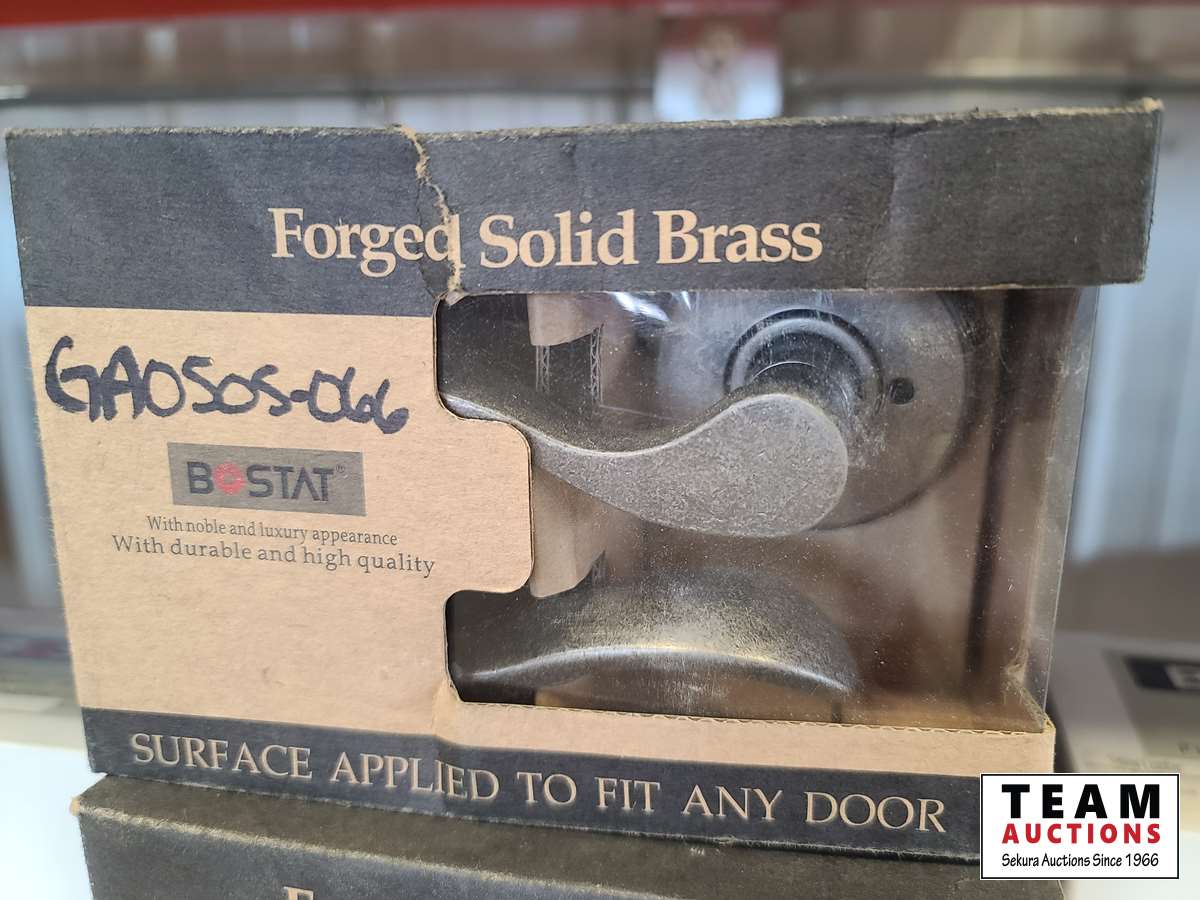 Forged Solid Brass
GA0505-066
BOSTAT®
With noble and luxury appearance
With durable and high quality
SURFACE APPLIED TO FIT ANY DOOR
TEAM
AUCTIONS
Sekura Auctions Since 1966